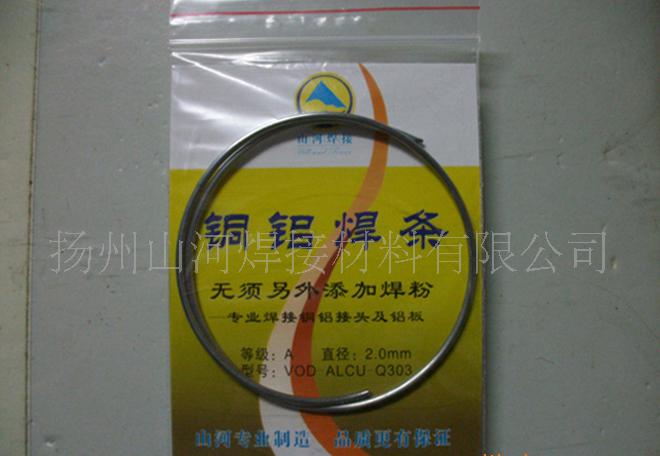 山河焊接
铜铝焊条
扬州山河焊接材料有限公司
无须另外添加焊粉
—专业焊接铜铝接头及铝板
等级：A 直径：2.0mm
型号：VOD-ALCU-Q303
山河专业制造 品质更有保证